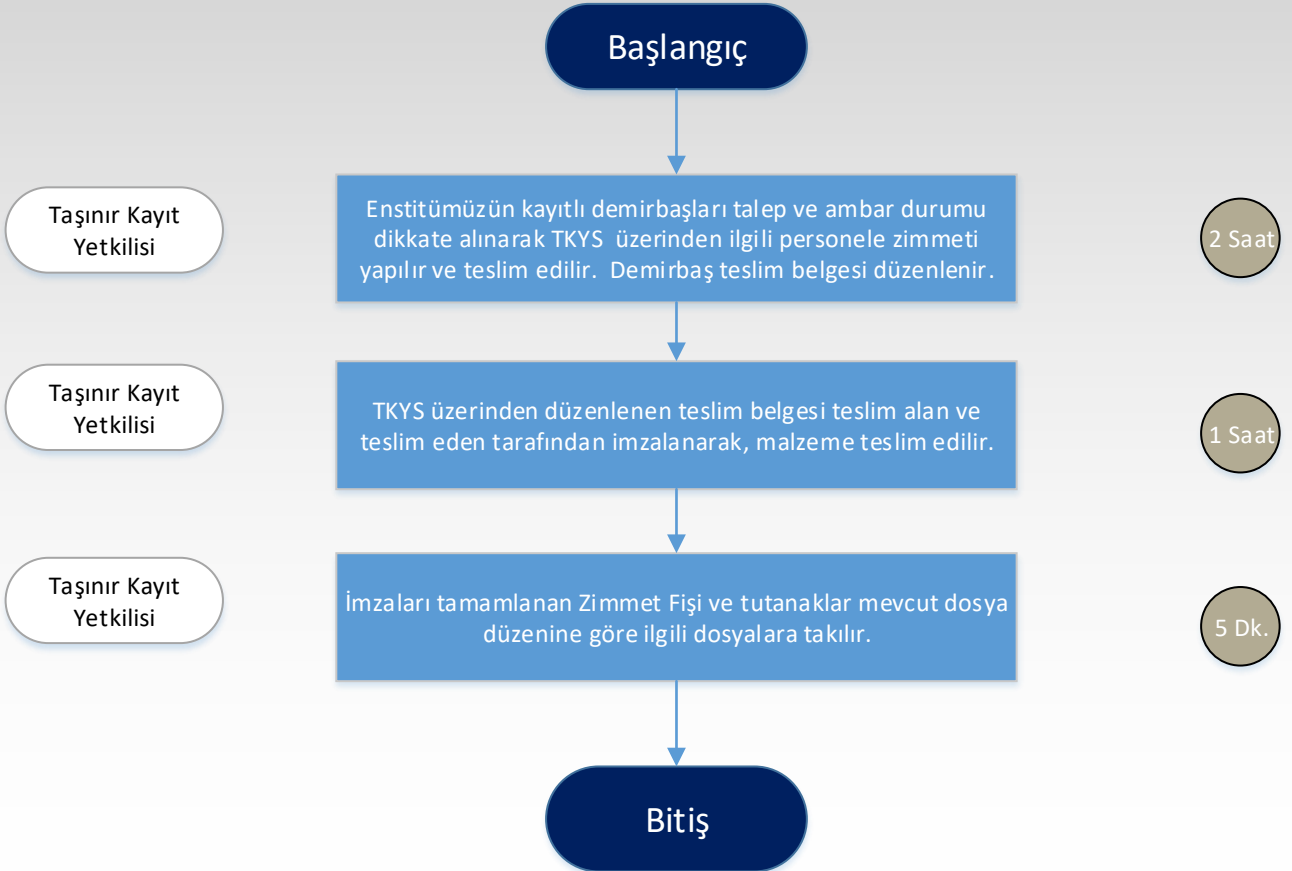 Başlangıç
Taşınır Kayıt
Yetkilisi
Enstitümüzün kayıtlı demirbaşları talep ve ambar durumu
dikkate alınarak TKYS üzerinden ilgili personele zimmeti
yapılır ve teslim edilir. Demirbaş teslim belgesi düzenlenir.
2 Saat
Taşınır Kayıt
Yetkilisi
TKYS üzerinden düzenlenen teslim belgesi teslim alan ve
teslim eden tarafından imzalanarak, malzeme teslim edilir.
1 Saat
Taşınır Kayıt
Yetkilisi
İmzaları tamamlanan Zimmet Fişi ve tutanaklar mevcut dosya
düzenine göre ilgili dosyalara takılır.
5 Dk.
Bitiş